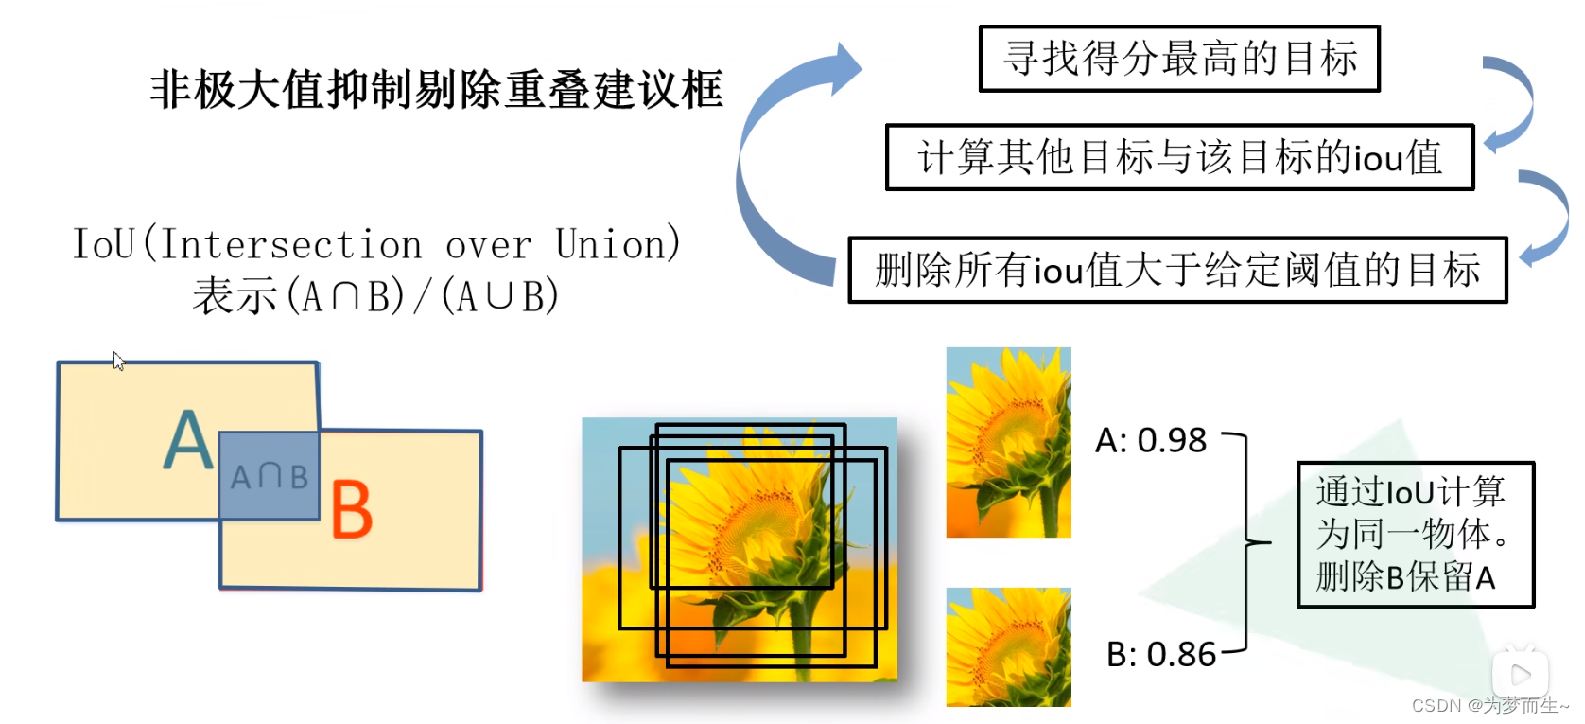 非极大值抑制剔除重叠建议框
寻找得分最高的目标
计算其他目标与该目标的iou值
删除所有iou值大于给定阈值的目标
IoU(Intersection over Union)
表示(A∩B)/(A∪B)
A
A∩B
B
A: 0.98
B: 0.86
通过IoU计算
为同一物体。
删除B保留A
CSDN @为梦而生~